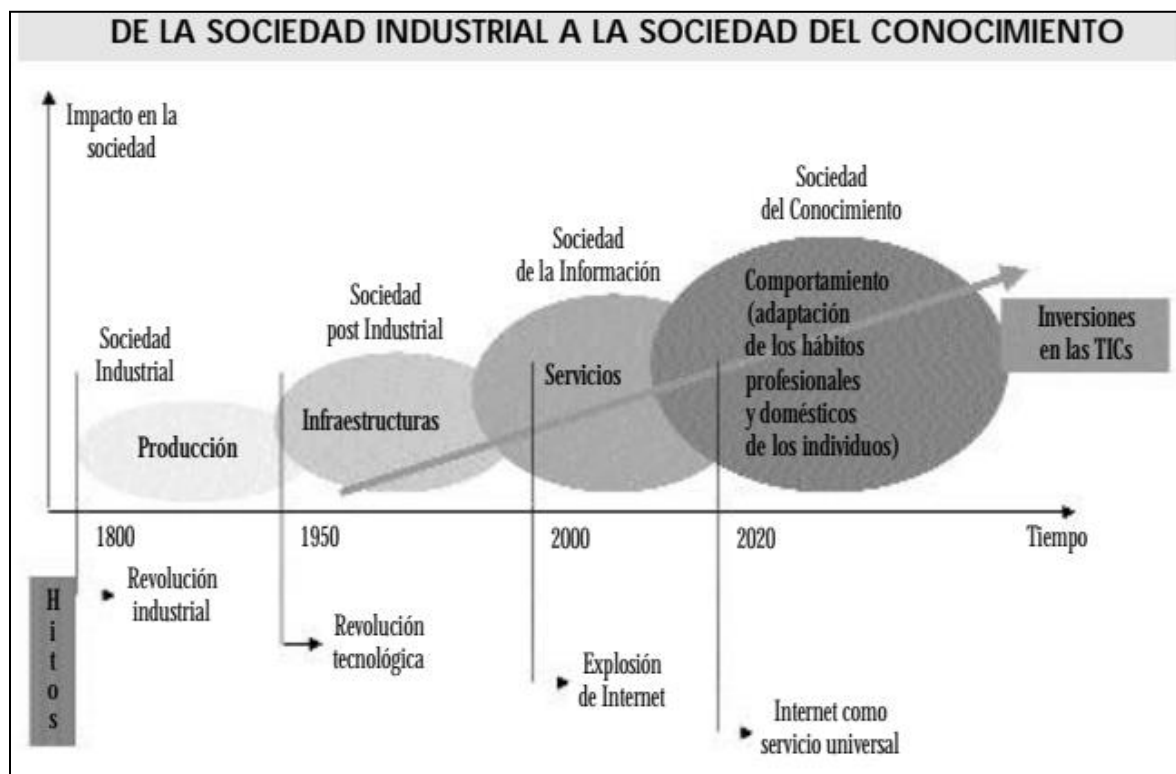 DE LA SOCIEDAD INDUSTRIAL A LA SOCIEDAD DEL CONOCIMIENTO
Impacto en la
sociedad
Sociedad
Industrial
Sociedad
post Industrial
Sociedad
de la Información
Sociedad
del Conocimiento
Producción
Infraestructuras
Servicios
Comportamiento
(adaptación
de los hábitos
profesionales
y domésticos
de los individuos)
Inversiones
en las TICs
1800
1950
2000
2020
Tiempo
Hitos
Revolución
industrial
Revolución
tecnológica
Explosión
de Internet
Internet como
servicio universal